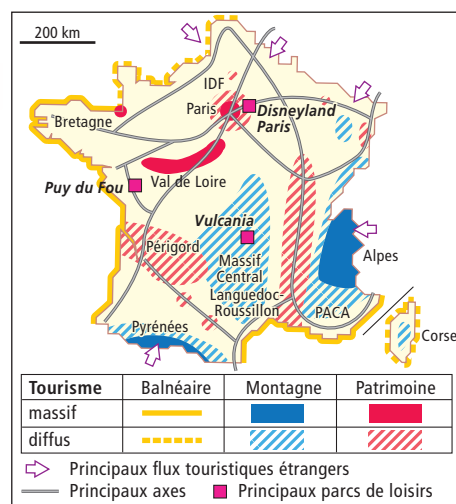 200 km
IDF
Paris
Disneyland
Paris
Bretagne
Val de Loire
Puy du Fou
Vulcania
Périgord
Massif
Central
Alpes
Languedoc-
Roussillon
PACA
Pyrénées
Corse
Tourisme Balnéaire Montagne Patrimoine
massif
diffus
Principaux flux touristiques étrangers
Principaux axes Principaux parcs de loisirs